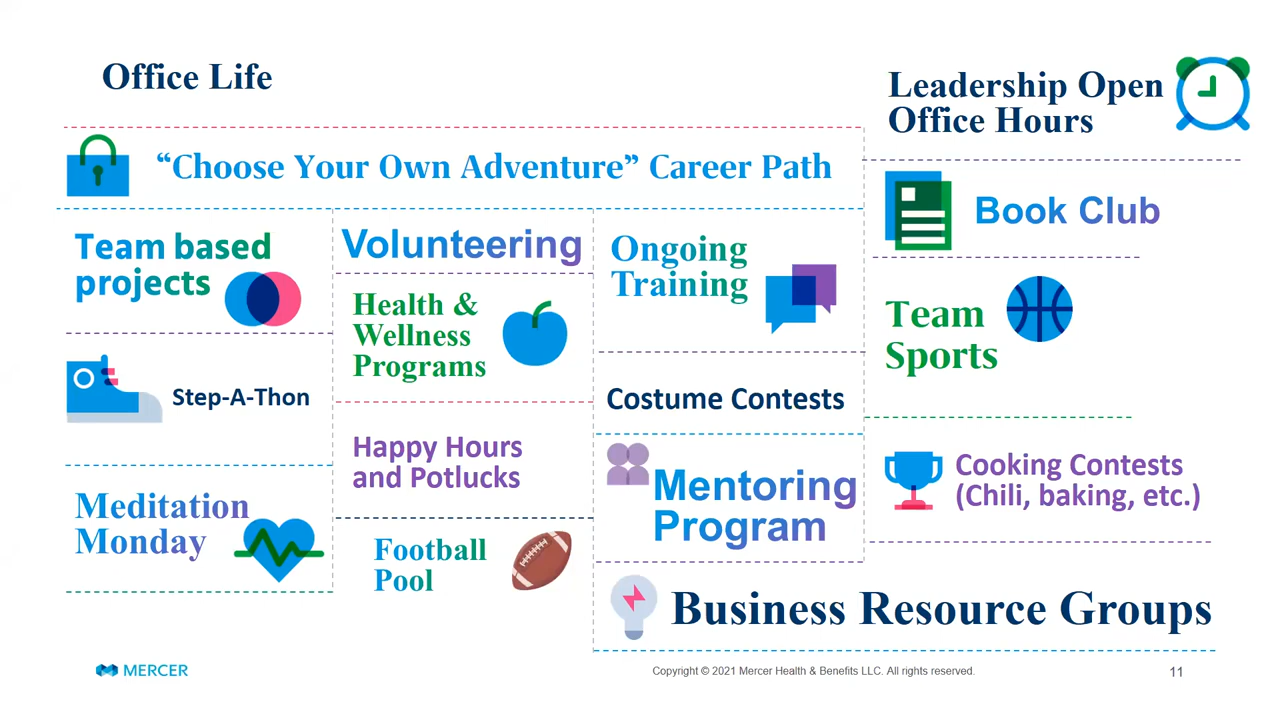 Office Life
Leadership Open
Office Hours
“Choose Your Own Adventure” Career Path
Book Club
Team based
projects
Volunteering
Ongoing
Training
Health &
Wellness
Programs
Team
Sports
Step-A-Thon
Costume Contests
Happy Hours
and Potlucks
Mentoring
Program
Cooking Contests
(Chili, baking, etc.)
Meditation
Monday
Football
Pool
Business Resource Groups
MERCER
Copyright © 2021 Mercer Health & Benefits LLC. All rights reserved.
11